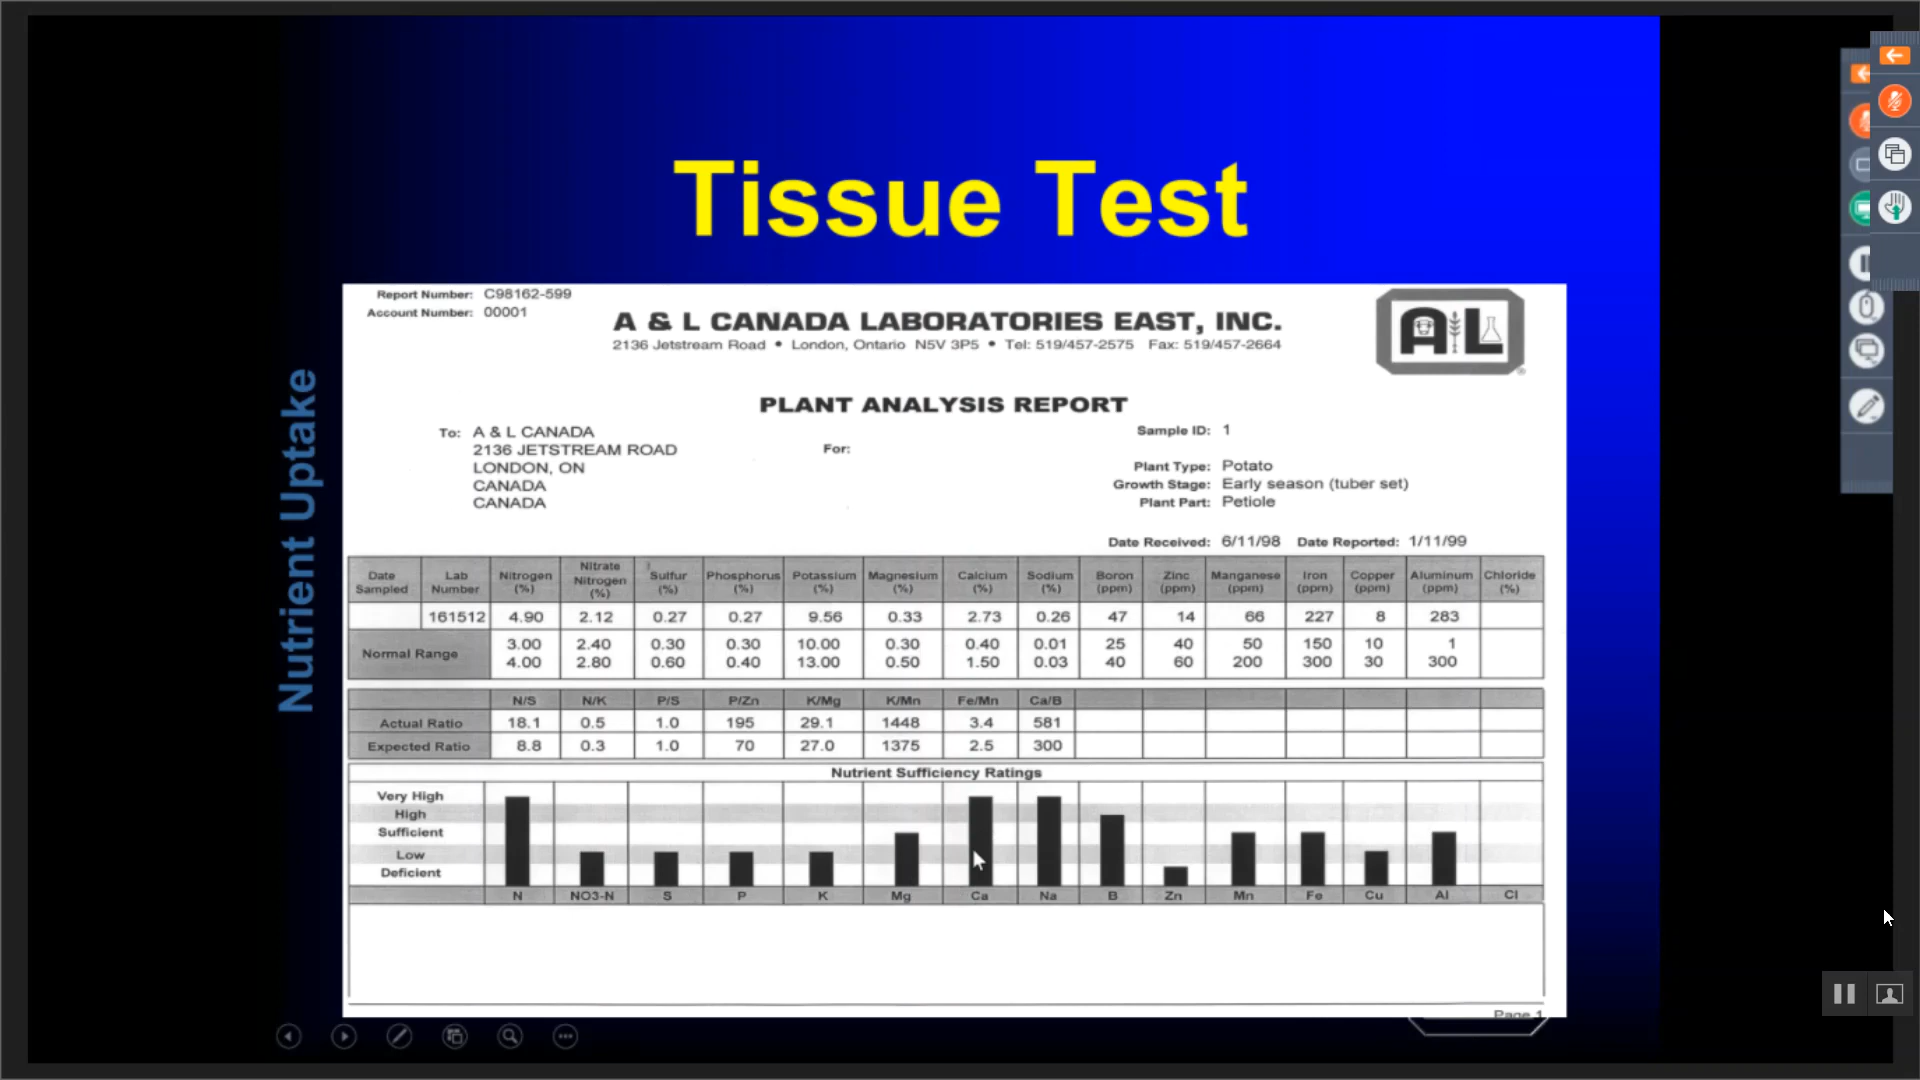 Tissue Test
Nutrient Uptake
Report Number: C98162-599
Account Number: 00001
A & L CANADA LABORATORIES EAST, INC.
2136 Jetstream Road • London, Ontario N5V 3P5 • Tel: 519/457-2575 Fax: 519/457-2664
A L
PLANT ANALYSIS REPORT
To: A & L CANADA
2136 JETSTREAM ROAD
LONDON, ON
CANADA
CANADA
For:
Sample ID: 1
Plant Type: Potato
Growth Stage: Early season (tuber set)
Plant Part: Petiole
Date Received: 6/11/98 Date Reported: 1/11/99
Date Sampled Lab Number Nitrogen (%) Nitrate Nitrogen (%) Sulfur (%) Phosphorus (%) Potassium (%) Magnesium (%) Calcium (%) Sodium (%) Boron (ppm) Zinc (ppm) Manganese (ppm) Iron (ppm) Copper (ppm) Aluminum (ppm) Chloride (%)
161512 4.90 2.12 0.27 0.27 9.56 0.33 2.73 0.26 47 14 66 227 8 283
Normal Range
3.00 2.40 0.30 0.30 10.00 0.30 0.40 0.01 25 40 50 150 10 1
4.00 2.80 0.60 0.40 13.00 0.50 1.50 0.03 40 60 200 300 30 300
N/S N/K P/S P/Zn K/Mg K/Mn Fe/Mn Ca/B
Actual Ratio 18.1 0.5 1.0 195 29.1 1448 3.4 581
Expected Ratio 8.8 0.3 1.0 70 27.0 1375 2.5 300
Nutrient Sufficiency Ratings
Very High
High
Sufficient
Low
Deficient
N NO3-N S P K Mg Ca Na B Zn Mn Fe Cu Al Cl
Page 1